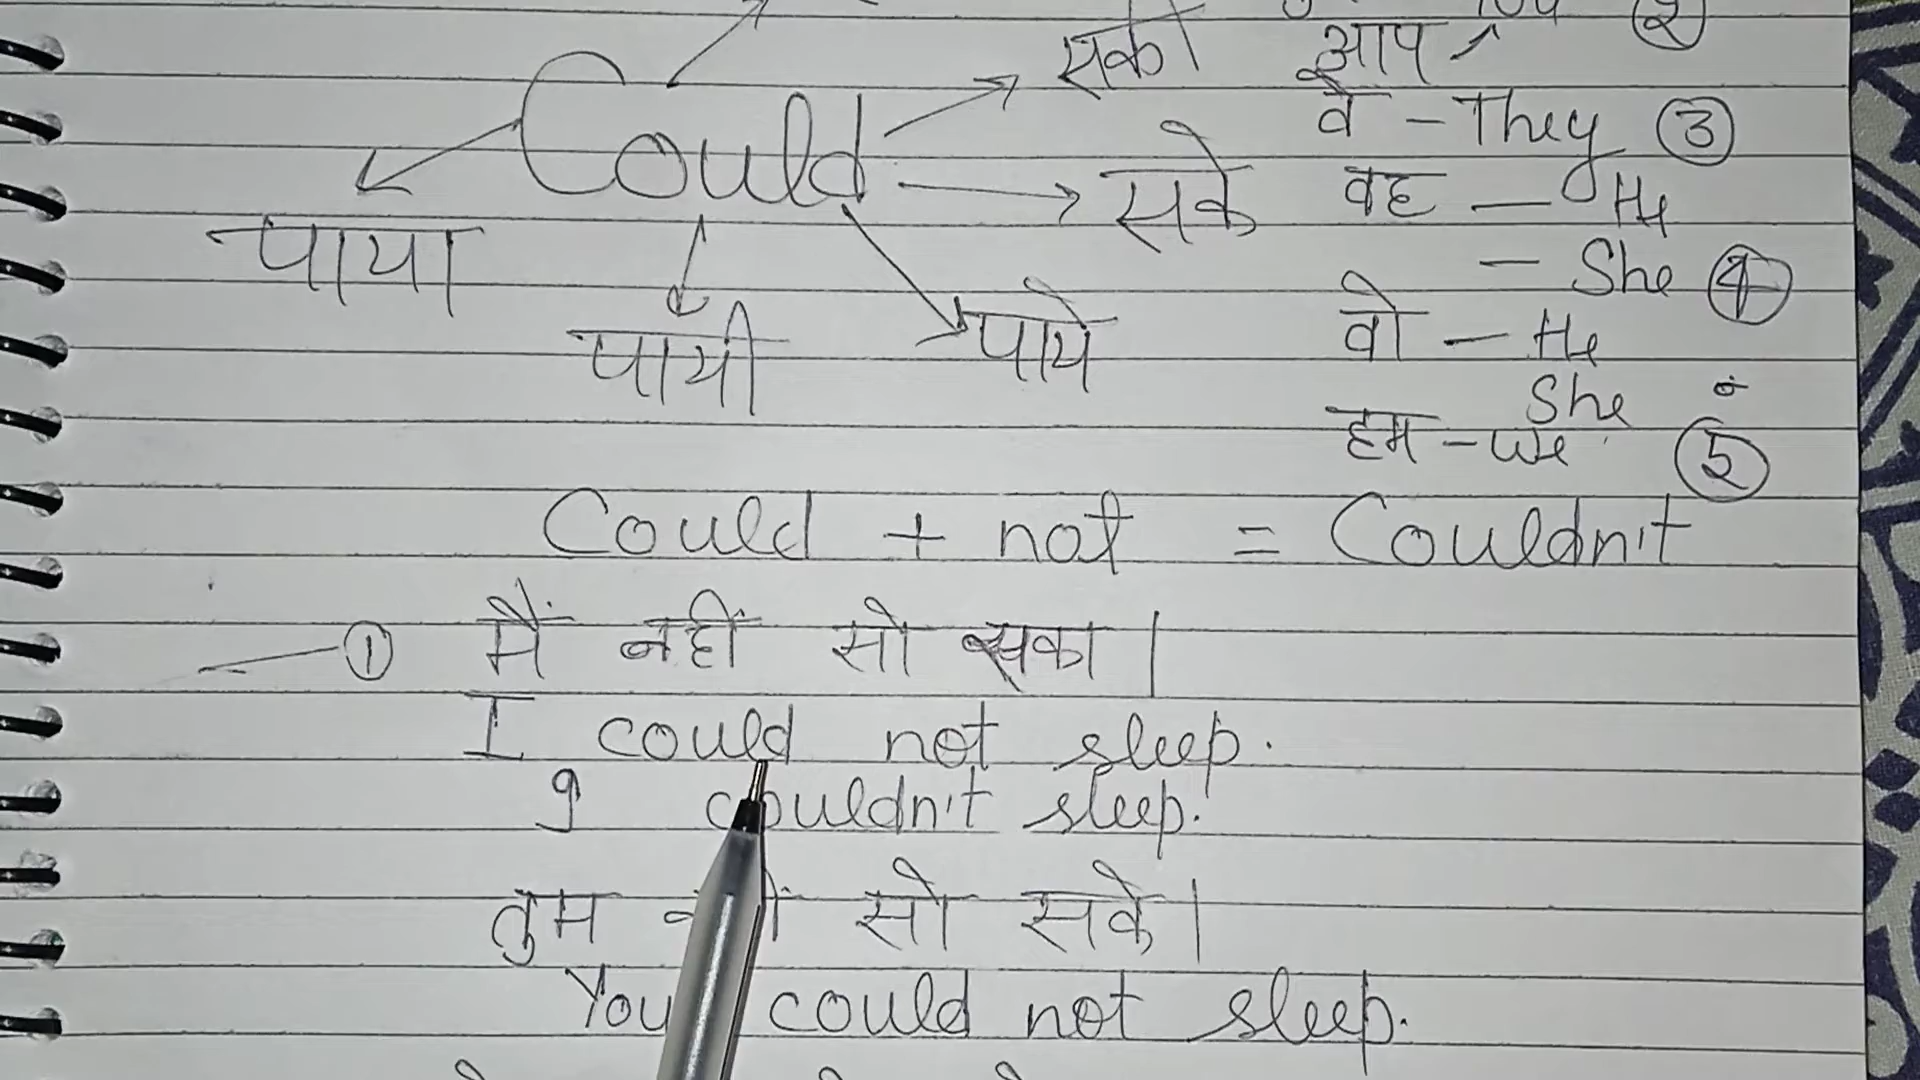 सका आप
Could
सके
पाया
पायी
पाये
वे - They ③
वह - He
- She ④
वो - He
She
हम - we ⑤
Could + not = Couldn't
① मैं नहीं सो सका।
I could not sleep.
I couldn't sleep.
तुम सो सके।
You could not sleep.